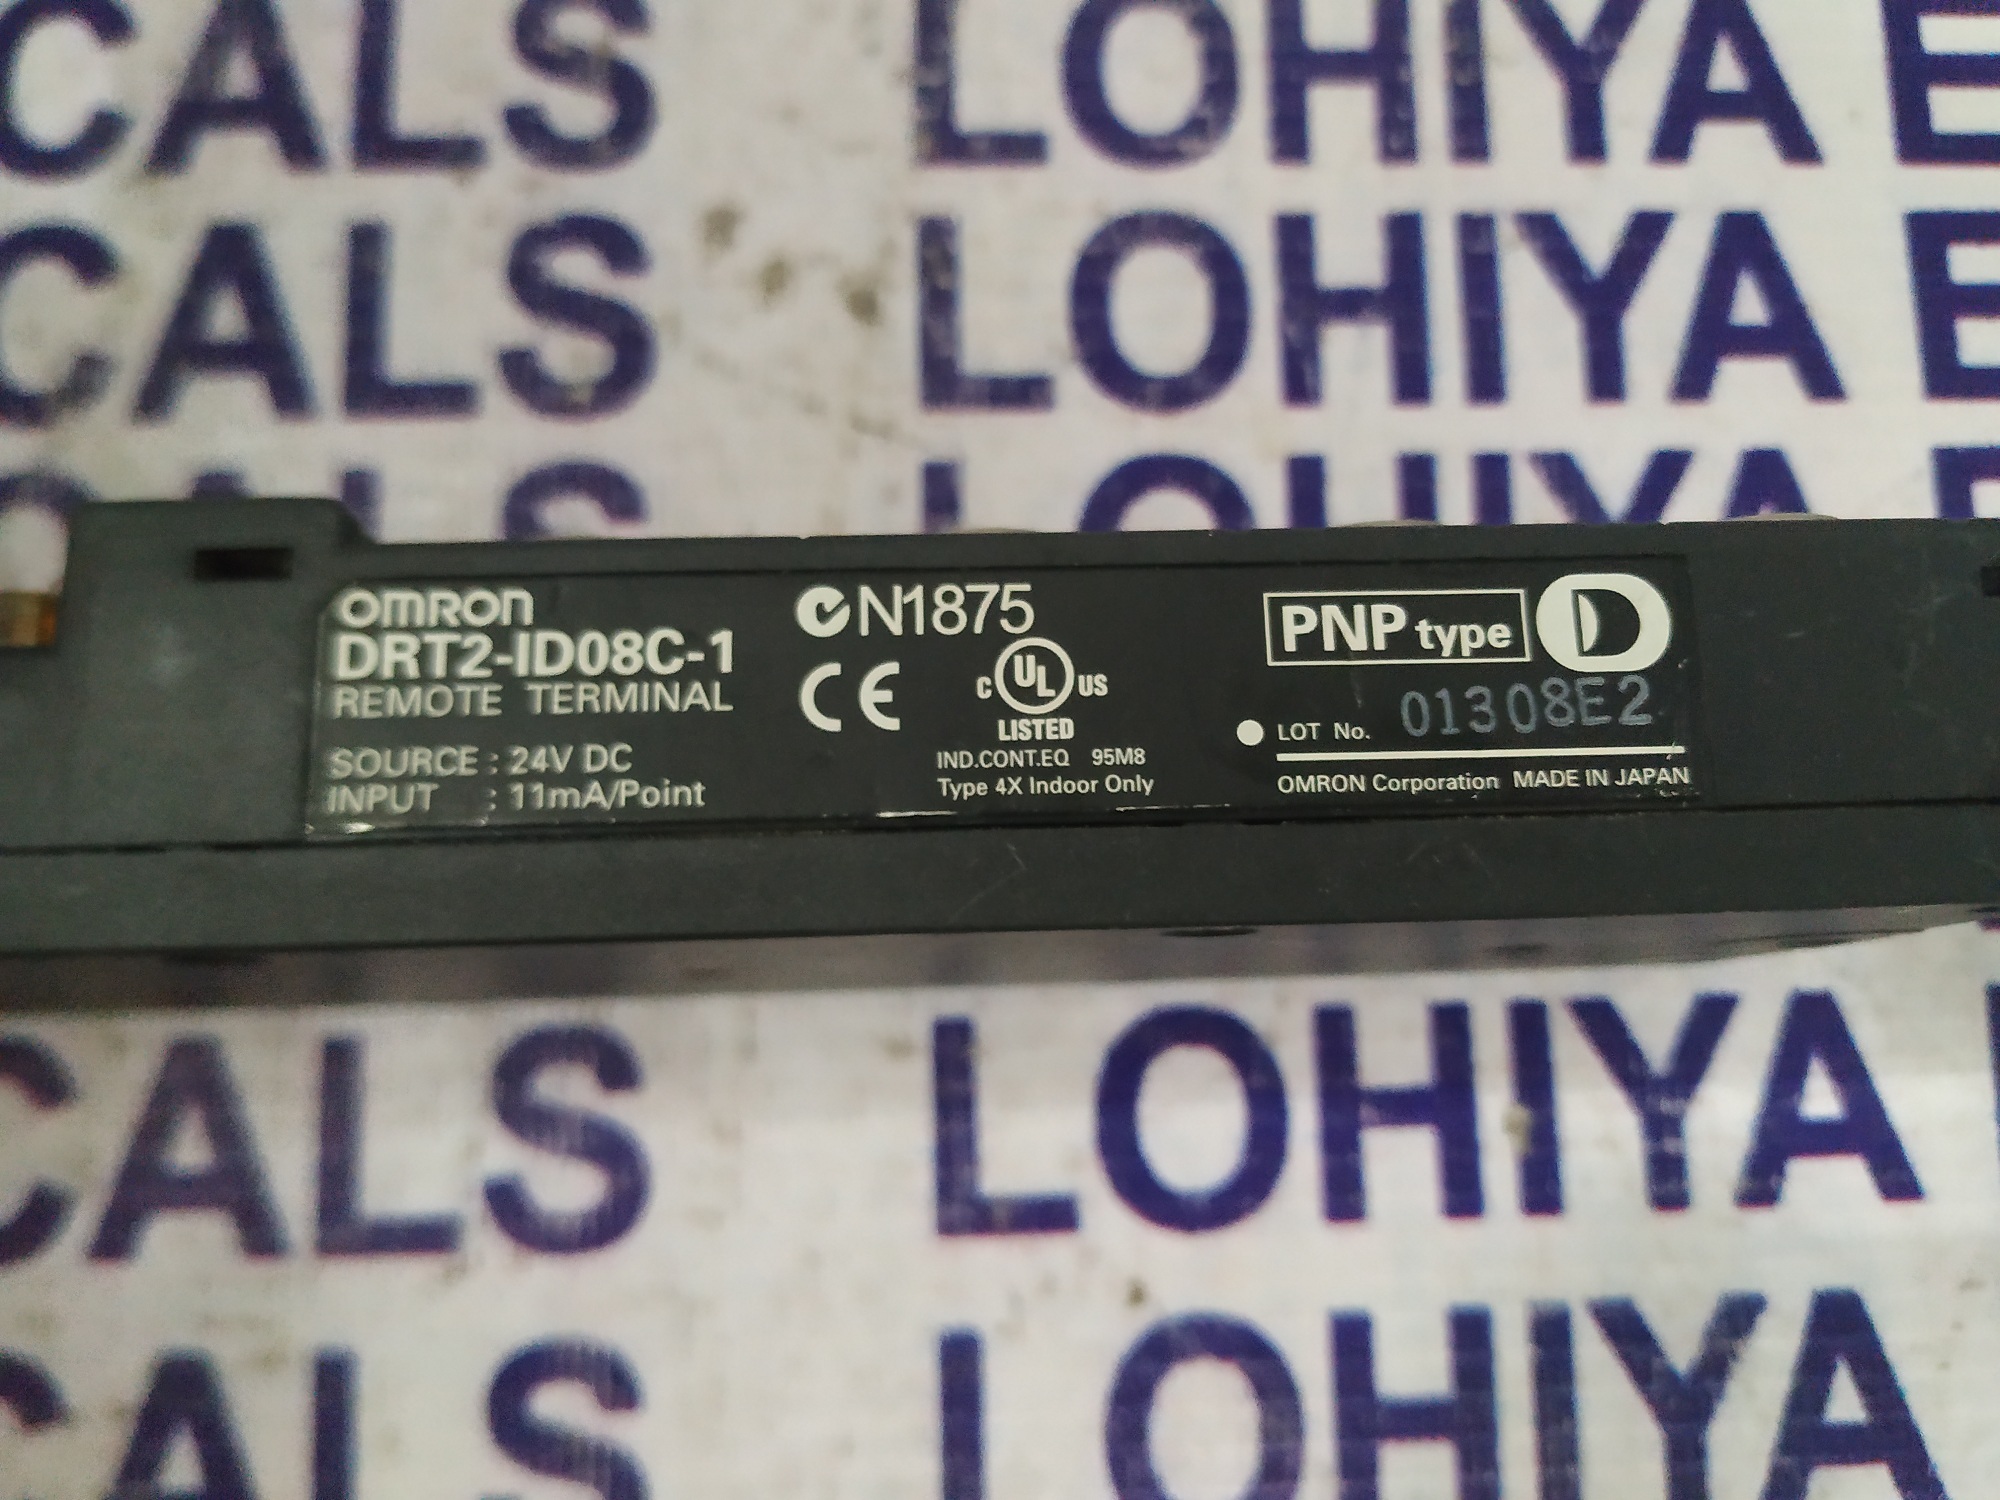 CALS LOHIYA E
CALS LOHIYA E
CALS LOHIYA E
OMRON
DRT2-ID08C-1
REMOTE TERMINAL
SOURCE : 24V DC
INPUT : 11mA/Point
N1875
CE
C UL US
LISTED
IND.CONT.EQ 95M8
Type 4X Indoor Only
PNP type D
LOT No. 01308E2
OMRON Corporation MADE IN JAPAN
CALS LOHIYA
CALS LOHIYA